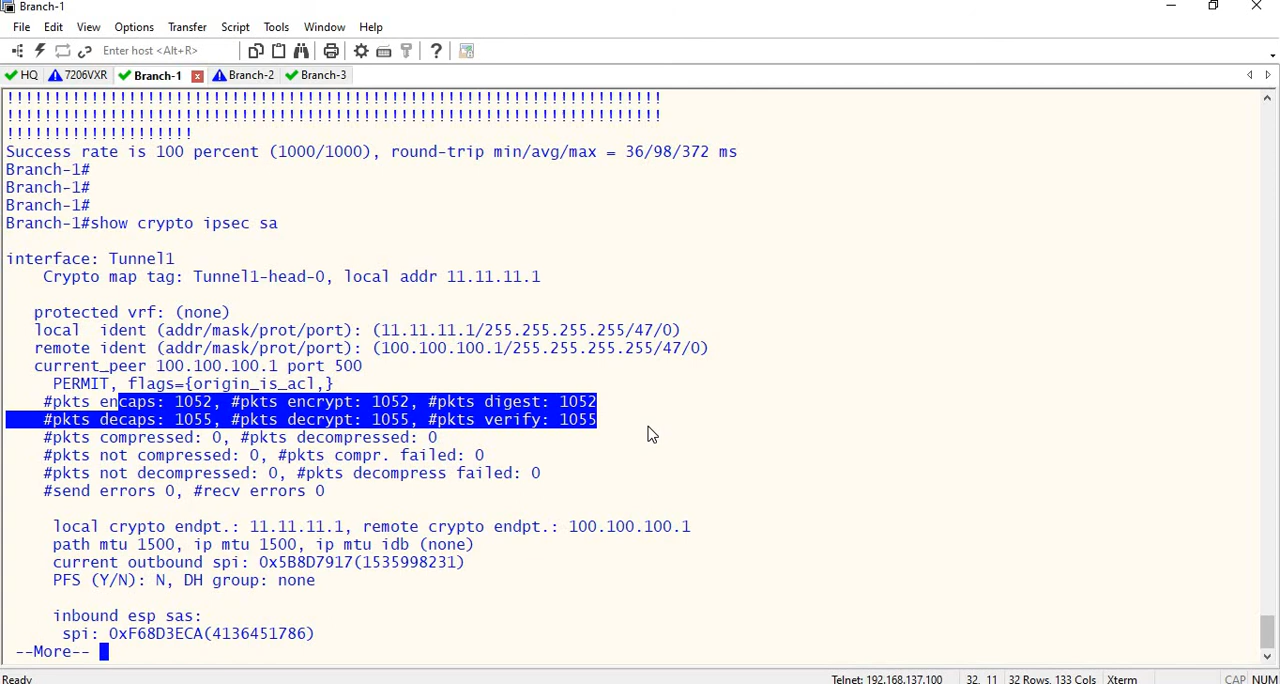 Branch-1
File Edit View Options Transfer Script Tools Window Help
Enter host <Alt+R>
HQ 7206VXR Branch-1 Branch-2 Branch-3
!!!!!!!!!!!!!!!!!!!!!!!!!!!!!!!!!!!!!!!!!!!!!!!!!!!!!!!!!!!!!!!!!!!!!!
!!!!!!!!!!!!!!!!!!!!!!!!!!!!!!!!!!!!!!!!!!!!!!!!!!!!!!!!!!!!!!!!!!!!!!
!!!!!!!!!!!!!!!!!!!!
Success rate is 100 percent (1000/1000), round-trip min/avg/max = 36/98/372 ms
Branch-1#
Branch-1#
Branch-1#
Branch-1#show crypto ipsec sa
interface: Tunnel1
Crypto map tag: Tunnel1-head-0, local addr 11.11.11.1
protected vrf: (none)
local ident (addr/mask/prot/port): (11.11.11.1/255.255.255.255/47/0)
remote ident (addr/mask/prot/port): (100.100.100.1/255.255.255.255/47/0)
current_peer 100.100.100.1 port 500
PERMIT, flags={origin_is_acl,}
#pkts encaps: 1052, #pkts encrypt: 1052, #pkts digest: 1052
#pkts decaps: 1055, #pkts decrypt: 1055, #pkts verify: 1055
#pkts compressed: 0, #pkts decompressed: 0
#pkts not compressed: 0, #pkts compr. failed: 0
#pkts not decompressed: 0, #pkts decompress failed: 0
#send errors 0, #recv errors 0
local crypto endpt.: 11.11.11.1, remote crypto endpt.: 100.100.100.1
path mtu 1500, ip mtu 1500, ip mtu idb (none)
current outbound spi: 0x5B8D7917(1535998231)
PFS (Y/N): N, DH group: none
inbound esp sas:
spi: 0xF68D3ECA(4136451786)
--More--
Ready Telnet: 192.168.137.100 32, 11 32 Rows, 133 Cols Xterm CAP NUM